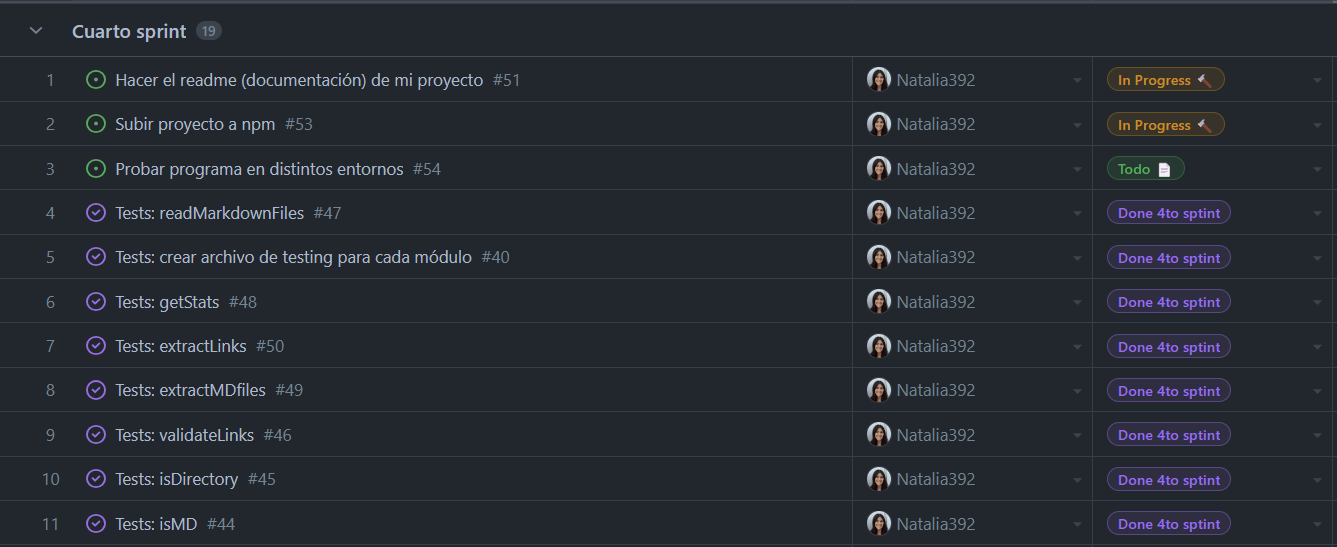 Cuarto sprint 19
1 Hacer el readme (documentación) de mi proyecto #51 Natalia392 In Progress 🔨
2 Subir proyecto a npm #53 Natalia392 In Progress 🔨
3 Probar programa en distintos entornos #54 Natalia392 Todo 📄
4 Tests: readMarkdownFiles #47 Natalia392 Done 4to sptint
5 Tests: crear archivo de testing para cada módulo #40 Natalia392 Done 4to sptint
6 Tests: getStats #48 Natalia392 Done 4to sptint
7 Tests: extractLinks #50 Natalia392 Done 4to sptint
8 Tests: extractMDfiles #49 Natalia392 Done 4to sptint
9 Tests: validateLinks #46 Natalia392 Done 4to sptint
10 Tests: isDirectory #45 Natalia392 Done 4to sptint
11 Tests: isMD #44 Natalia392 Done 4to sptint